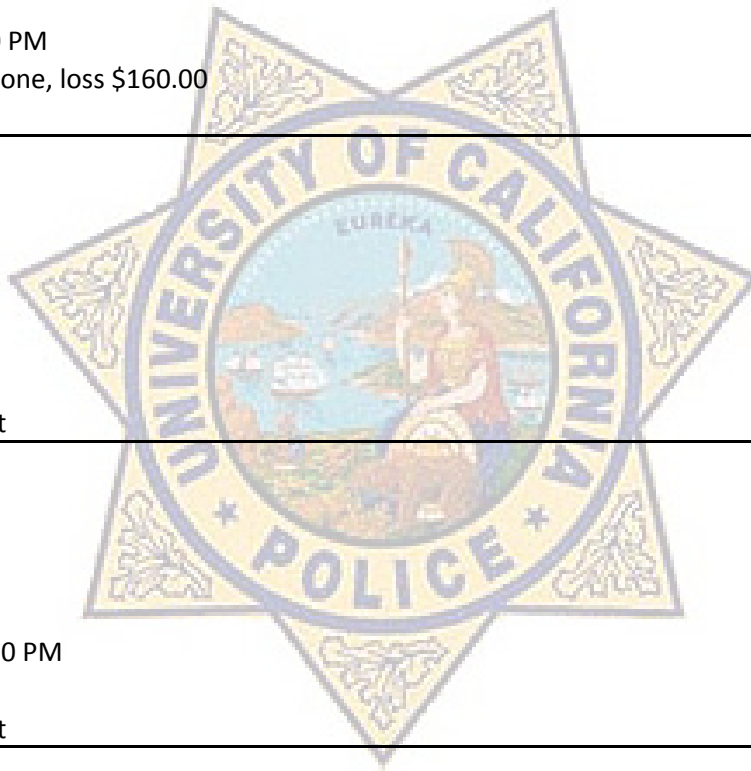 PM
one, loss $160.00
UNIVERSITY OF CALIFORNIA
EUREKA
t
POLICE
0 PM
t